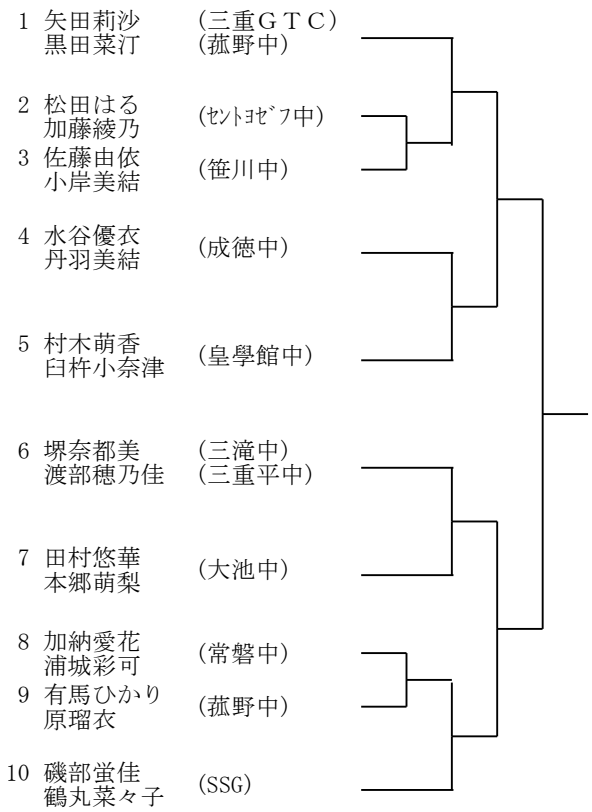 1 矢田莉沙 (三重GTC)
黒田菜汀 (菰野中)
2 松田はる
加藤綾乃 (ｾﾝﾄﾖｾﾞﾌ中)
3 佐藤由依
小岸美結 (笹川中)
4 水谷優衣
丹羽美結 (成徳中)
5 村木萌香
臼杵小奈津 (皇學館中)
6 堺奈都美 (三滝中)
渡部穂乃佳 (三重平中)
7 田村悠華
本郷萌梨 (大池中)
8 加納愛花
浦城彩可 (常磐中)
9 有馬ひかり
原瑠衣 (菰野中)
10 磯部蛍佳
鶴丸菜々子 (SSG)